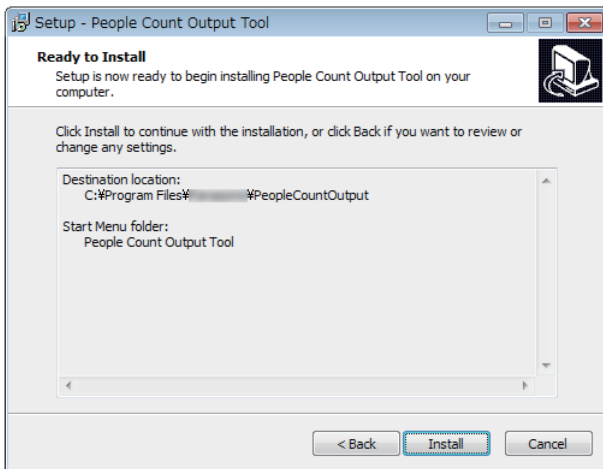 Setup - People Count Output Tool
Ready to Install
Setup is now ready to begin installing People Count Output Tool on your
computer.
Click Install to continue with the installation, or click Back if you want to review or
change any settings.
Destination location:
C:¥Program Files¥ ¥PeopleCountOutput
Start Menu folder:
People Count Output Tool
< Back
Install
Cancel